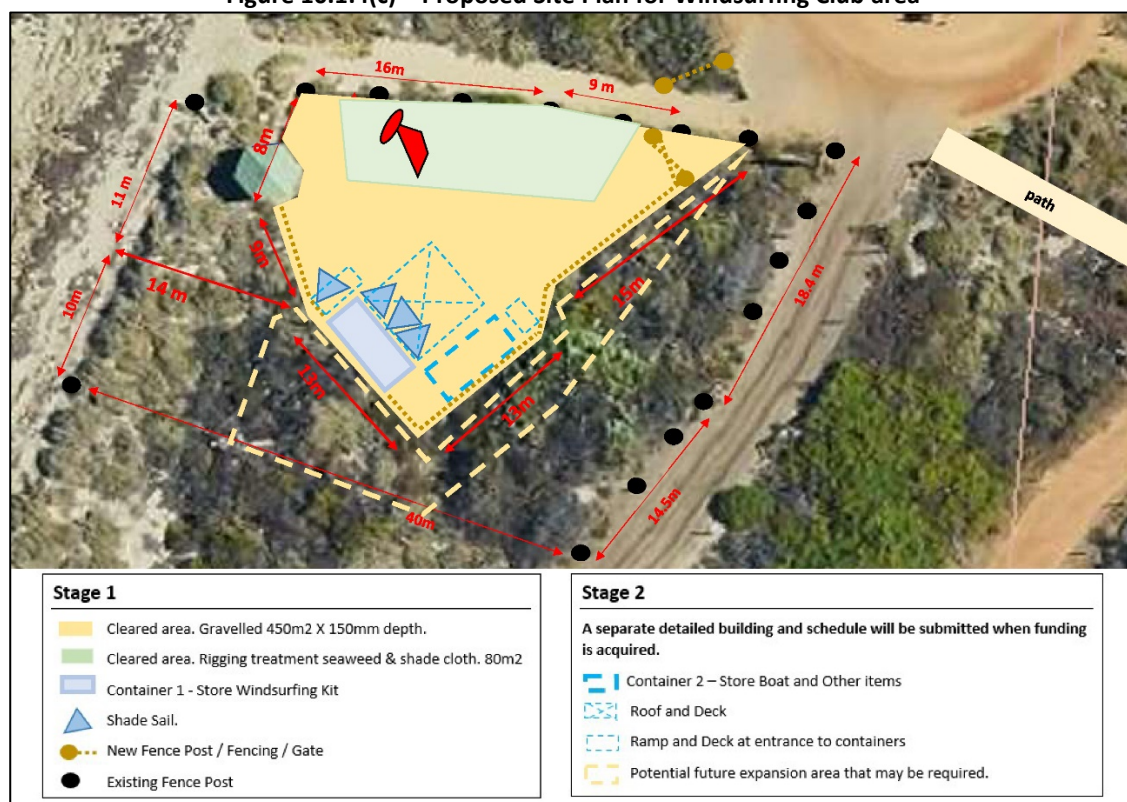 Proposed Site Plan for Windsurfing Club area
16m
9 m
8m
11 m
path
9m
18.4 m
14 m
10m
15m
13m
14.5m
40m
Stage 1
Cleared area. Gravelled 450m2 X 150mm depth.
Cleared area. Rigging treatment seaweed & shade cloth. 80m2
Container 1 - Store Windsurfing Kit
Shade Sail.
New Fence Post / Fencing / Gate
Existing Fence Post
Stage 2
A separate detailed building and schedule will be submitted when funding
is acquired.
Container 2 – Store Boat and Other items
Roof and Deck
Ramp and Deck at entrance to containers
Potential future expansion area that may be required.